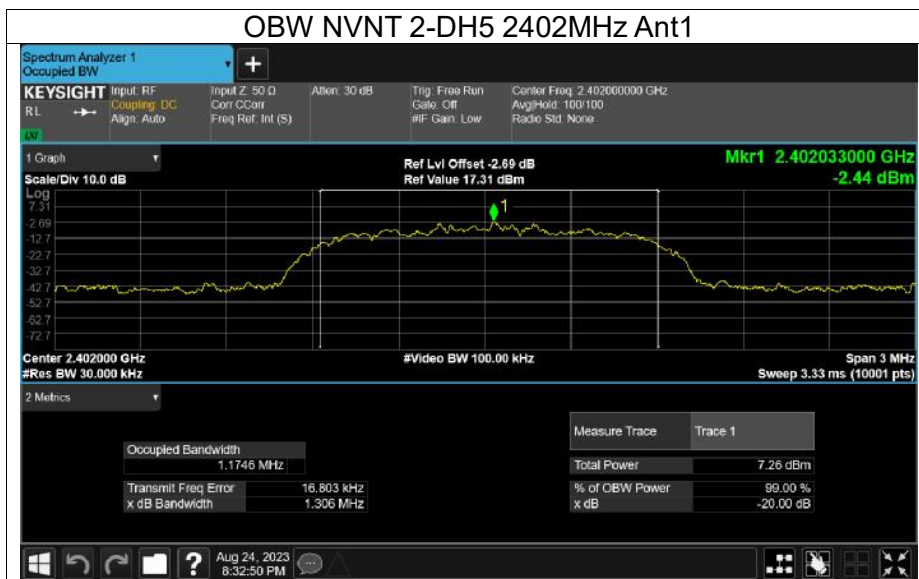 OBW NVNT 2-DH5 2402MHz Ant1
Spectrum Analyzer 1
Occupied BW
+
KEYSIGHT Input: RF Input Z: 50 Ω Atten: 30 dB Trig: Free Run Center Freq: 2.402000000 GHz
RL Coupling: DC Corr CCorr Gate: Off Avg|Hold: 100/100
Align: Auto Freq Ref: Int (S) #IF Gain: Low Radio Std: None
LXI
1 Graph Ref Lvl Offset -2.69 dB Mkr1 2.402033000 GHz
Scale/Div 10.0 dB Ref Value 17.31 dBm -2.44 dBm
Log
7.31
1
-2.69
-12.7
-22.7
-32.7
-42.7
-52.7
-62.7
-72.7
Center 2.402000 GHz #Video BW 100.00 kHz Span 3 MHz
#Res BW 30.000 kHz Sweep 3.33 ms (10001 pts)
2 Metrics
Measure Trace Trace 1
Occupied Bandwidth
1.1746 MHz Total Power 7.26 dBm
Transmit Freq Error 16.803 kHz % of OBW Power 99.00 %
x dB Bandwidth 1.306 MHz x dB -20.00 dB
? Aug 24, 2023
8:32:50 PM